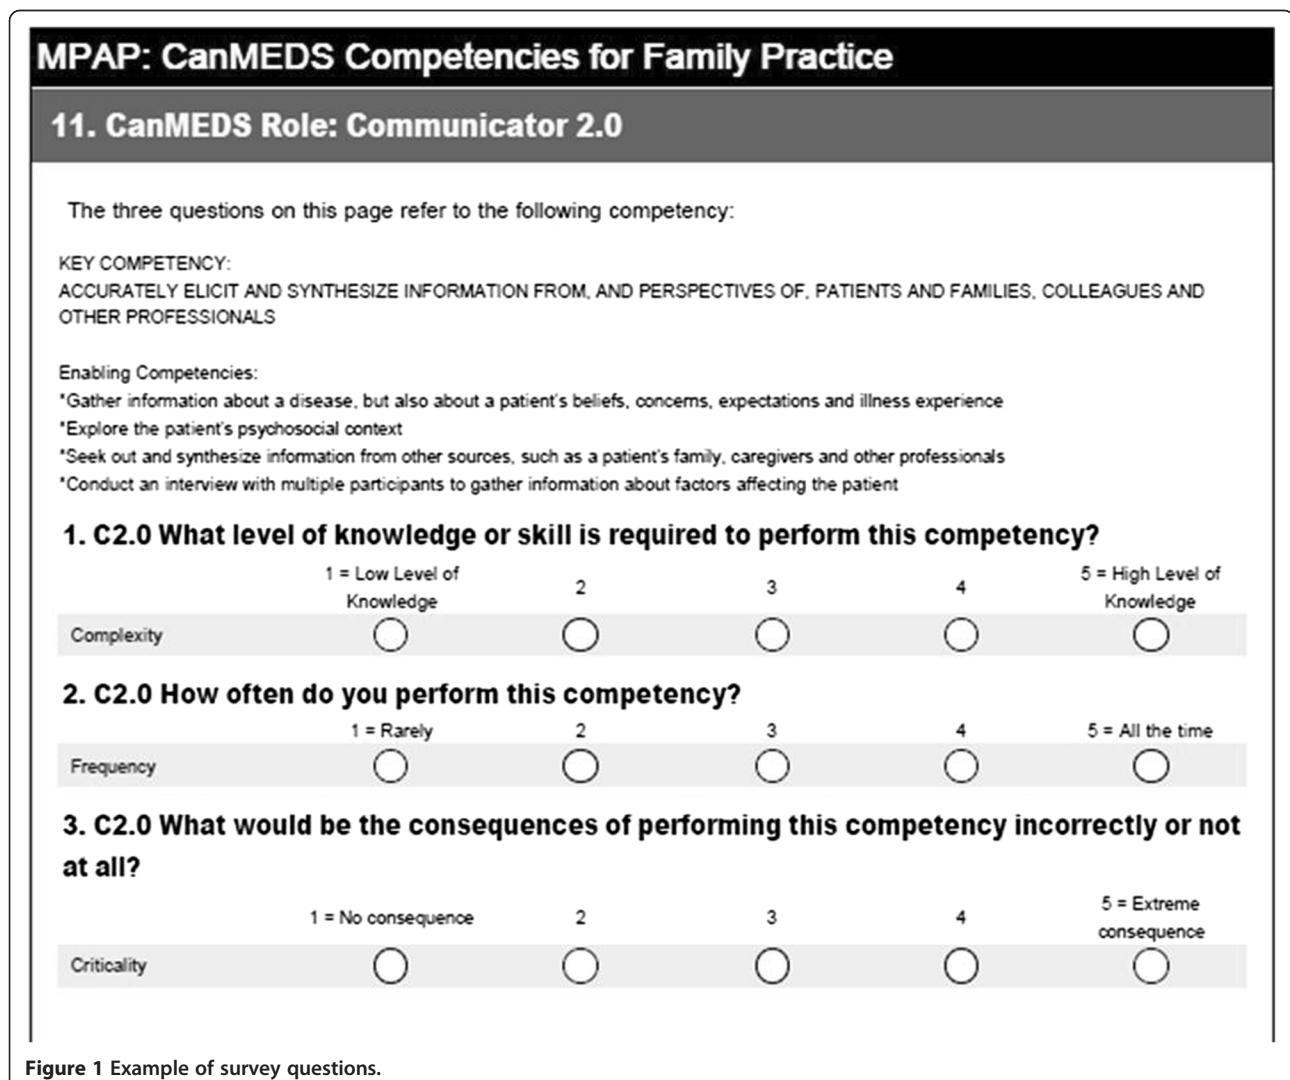 MPAP: CanMEDS Competencies for Family Practice
11. CanMEDS Role: Communicator 2.0
The three questions on this page refer to the following competency:
KEY COMPETENCY:
ACCURATELY ELICIT AND SYNTHESIZE INFORMATION FROM, AND PERSPECTIVES OF, PATIENTS AND FAMILIES, COLLEAGUES AND
OTHER PROFESSIONALS
Enabling Competencies:
*Gather information about a disease, but also about a patient's beliefs, concerns, expectations and illness experience
*Explore the patient's psychosocial context
*Seek out and synthesize information from other sources, such as a patient's family, caregivers and other professionals
*Conduct an interview with multiple participants to gather information about factors affecting the patient
1. C2.0 What level of knowledge or skill is required to perform this competency?
1 = Low Level of Knowledge 2 3 4 5 = High Level of Knowledge
Complexity
2. C2.0 How often do you perform this competency?
1 = Rarely 2 3 4 5 = All the time
Frequency
3. C2.0 What would be the consequences of performing this competency incorrectly or not
at all?
1 = No consequence 2 3 4 5 = Extreme consequence
Criticality
Figure 1 Example of survey questions.